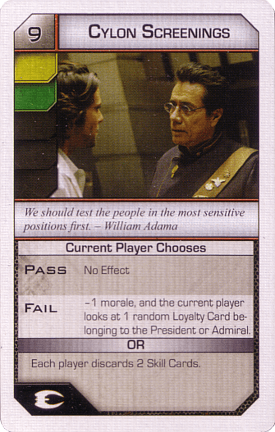 9
CYLON SCREENINGS
We should test the people in the most sensitive
positions first. – William Adama
Current Player Chooses
PASS No Effect
FAIL -1 morale, and the current player
looks at 1 random Loyalty Card be-
longing to the President or Admiral.
OR
Each player discards 2 Skill Cards.